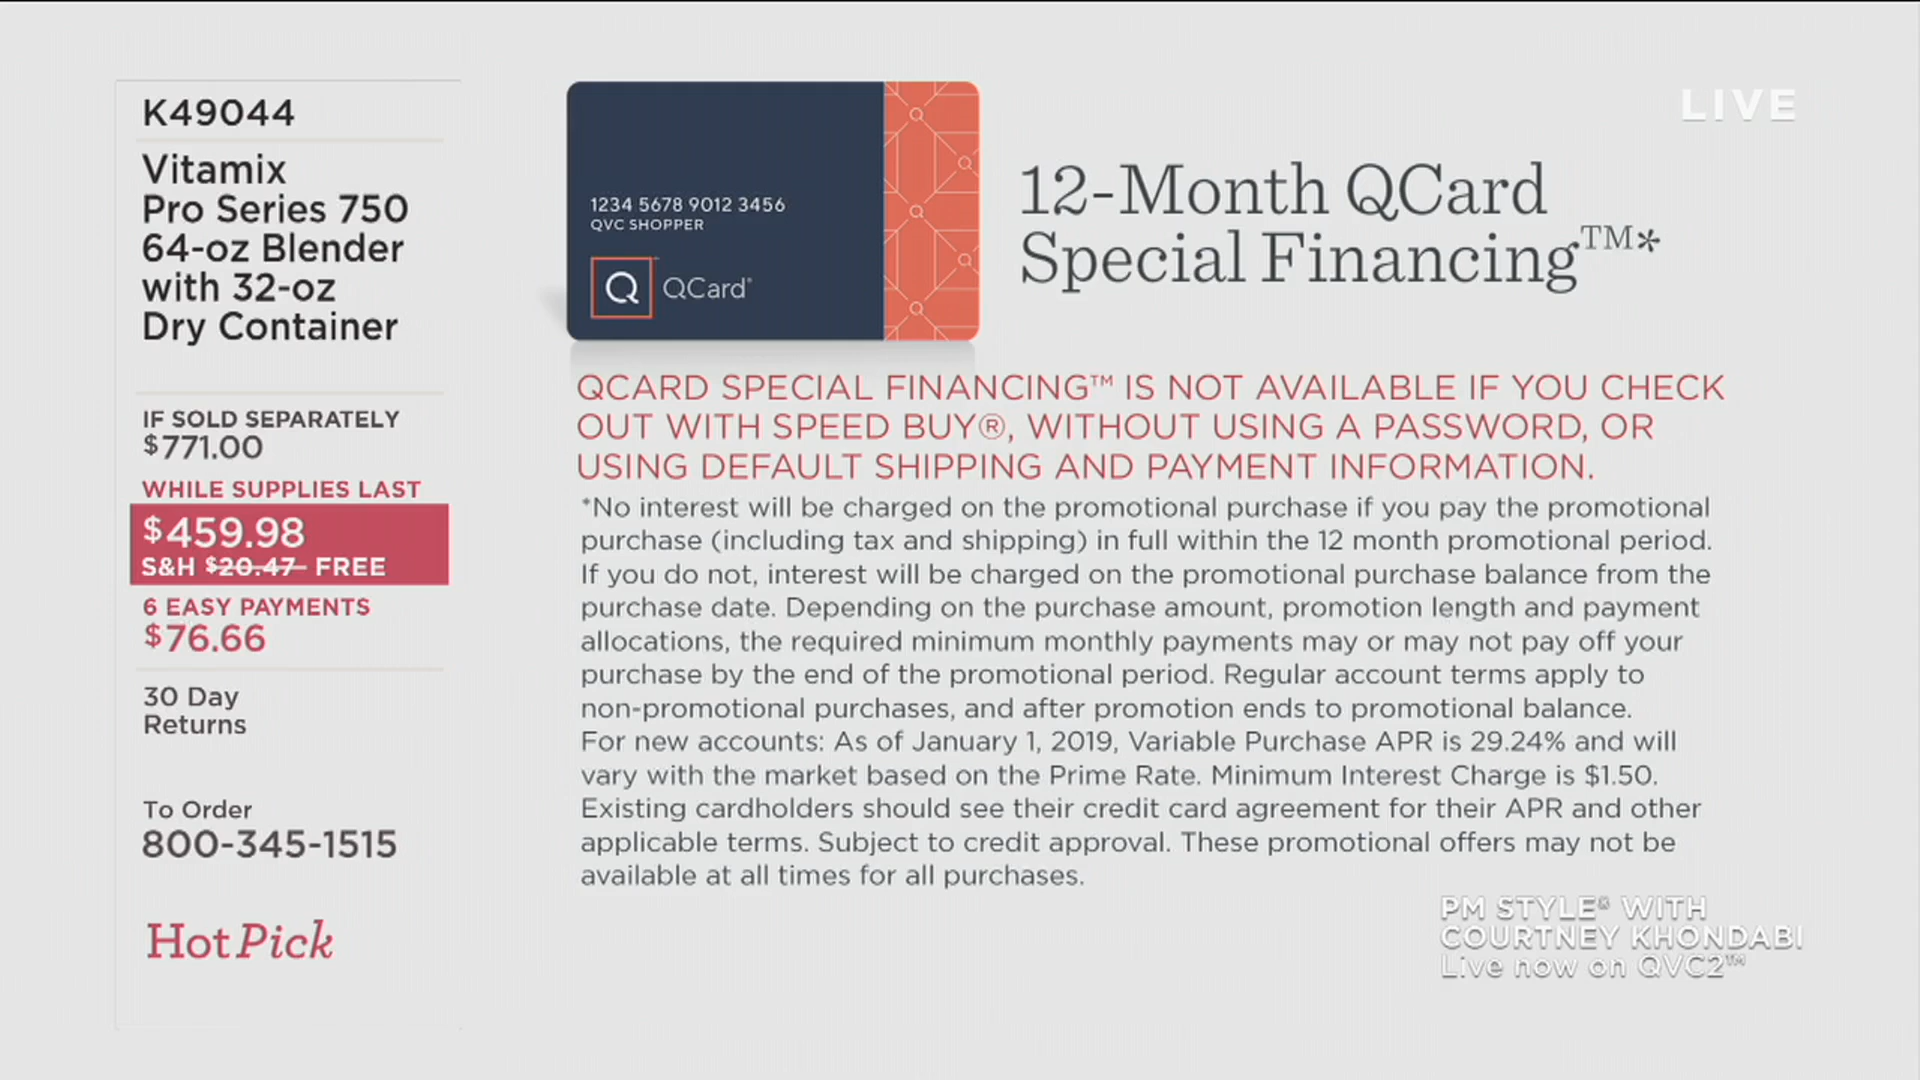 K49044
Vitamix
Pro Series 750
64-oz Blender
with 32-oz
Dry Container
IF SOLD SEPARATELY
$771.00
WHILE SUPPLIES LAST
$459.98
S&H $20.47 FREE
6 EASY PAYMENTS
$76.66
30 Day
Returns
To Order
800-345-1515
Hot Pick
1234 5678 9012 3456
QVC SHOPPER
Q QCard®
LIVE
12-Month QCard
Special Financing™*
QCARD SPECIAL FINANCING™ IS NOT AVAILABLE IF YOU CHECK
OUT WITH SPEED BUY®, WITHOUT USING A PASSWORD, OR
USING DEFAULT SHIPPING AND PAYMENT INFORMATION.
*No interest will be charged on the promotional purchase if you pay the promotional
purchase (including tax and shipping) in full within the 12 month promotional period.
If you do not, interest will be charged on the promotional purchase balance from the
purchase date. Depending on the purchase amount, promotion length and payment
allocations, the required minimum monthly payments may or may not pay off your
purchase by the end of the promotional period. Regular account terms apply to
non-promotional purchases, and after promotion ends to promotional balance.
For new accounts: As of January 1, 2019, Variable Purchase APR is 29.24% and will
vary with the market based on the Prime Rate. Minimum Interest Charge is $1.50.
Existing cardholders should see their credit card agreement for their APR and other
applicable terms. Subject to credit approval. These promotional offers may not be
available at all times for all purchases.
PM STYLE® WITH
COURTNEY KHONDABI
Live now on QVC2™